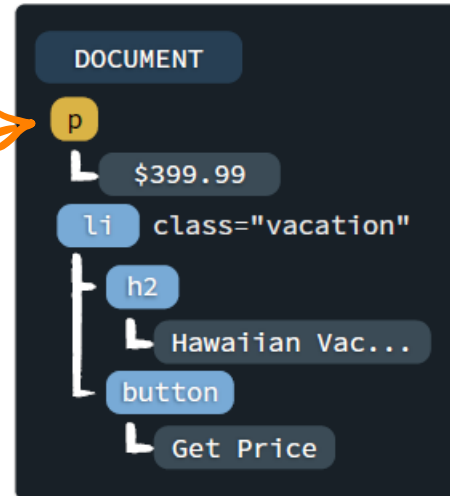 DOCUMENT
p
$399.99
li class="vacation"
h2
Hawaiian Vac...
button
Get Price